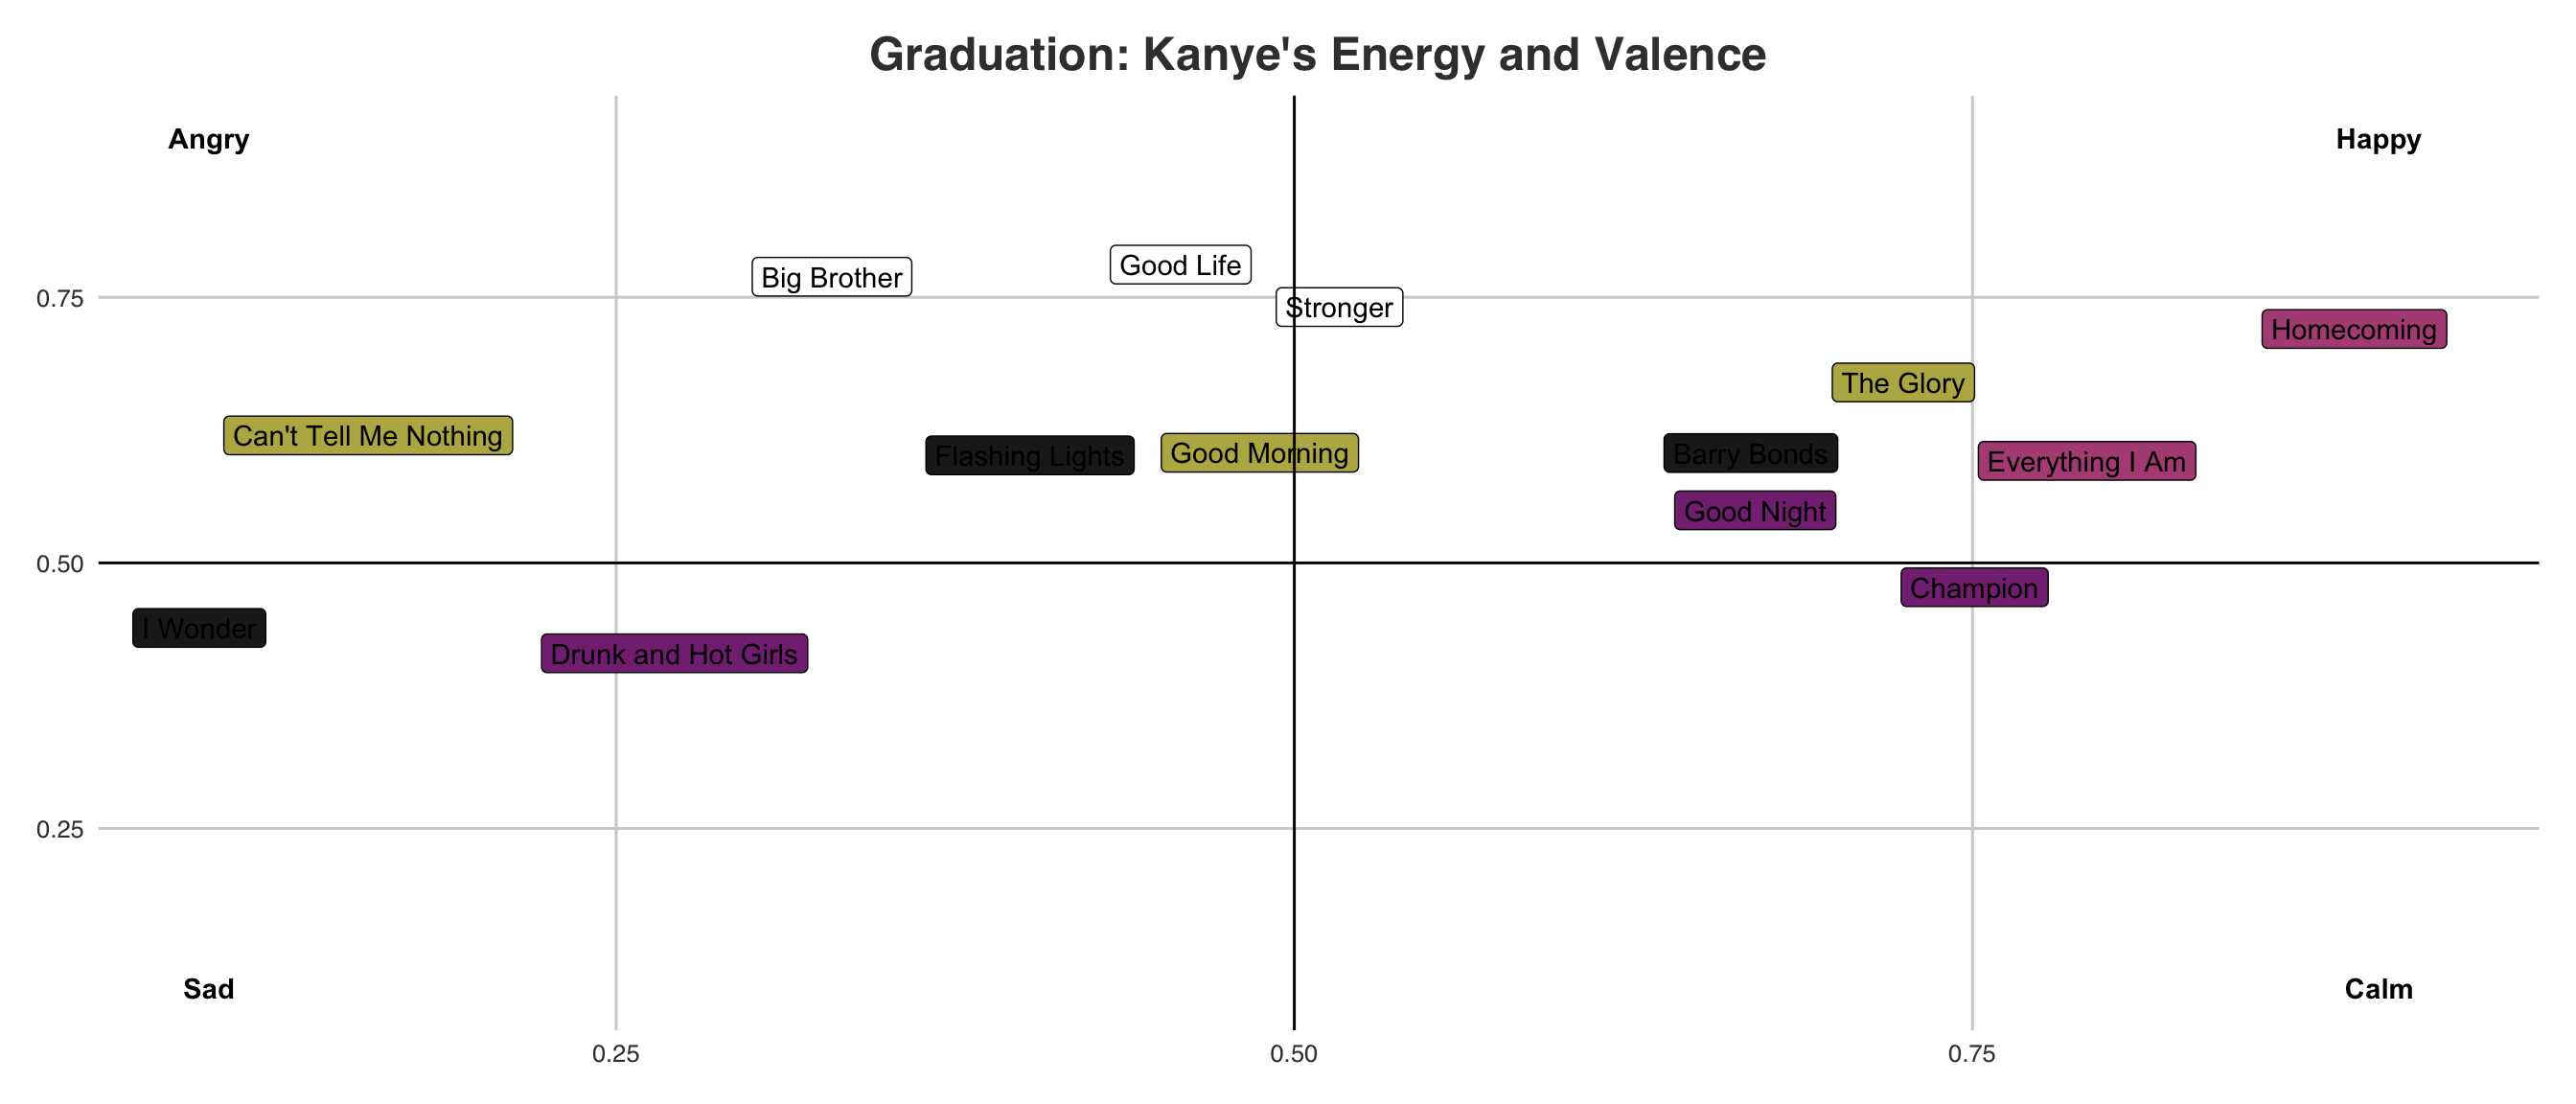 Graduation: Kanye's Energy and Valence
Angry
Happy
Good Life
Big Brother
0.75
Stronger
Homecoming
The Glory
Can't Tell Me Nothing
Flashing Lights
Good Morning
Barry Bonds
Everything I Am
Good Night
0.50
Champion
I Wonder
Drunk and Hot Girls
0.25
Sad
Calm
0.25
0.50
0.75